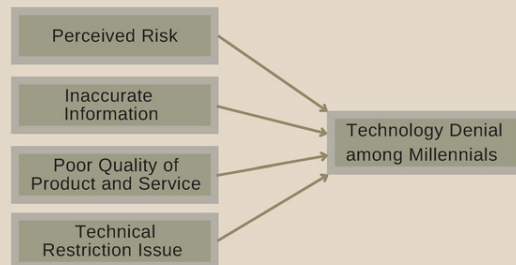 Perceived Risk
Inaccurate
Information
Poor Quality of
Product and Service
Technical
Restriction Issue
Technology Denial
among Millennials